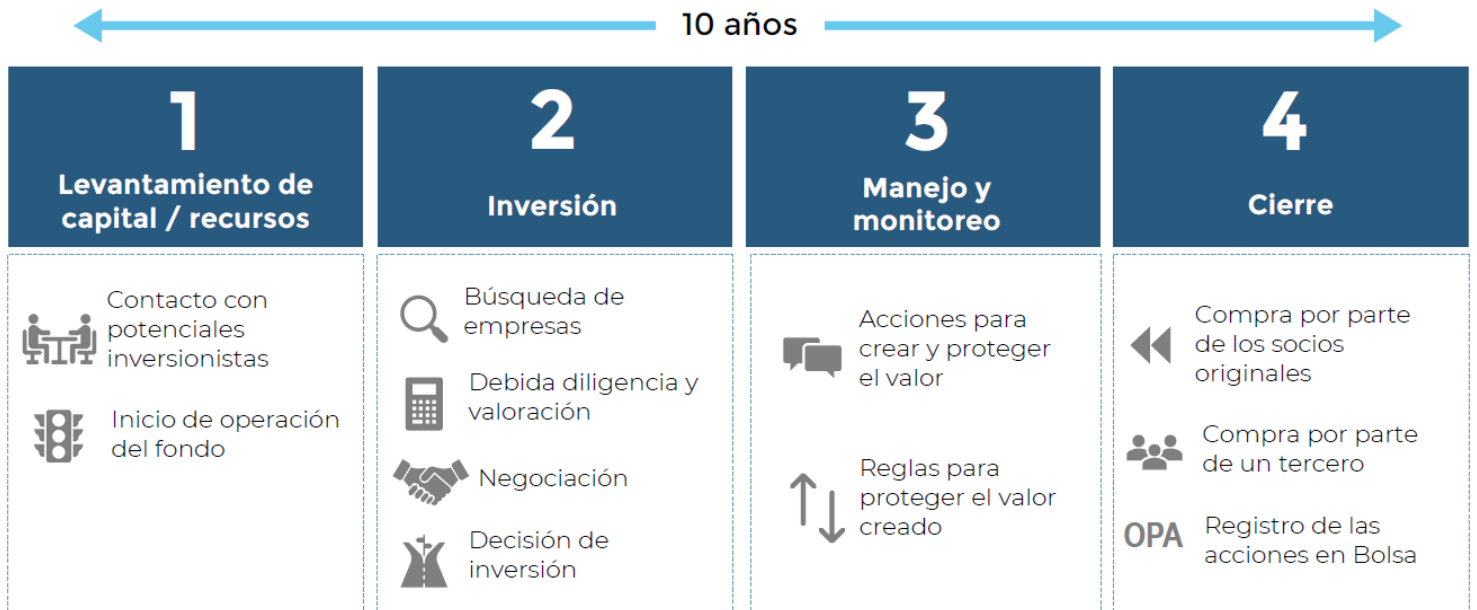 10 años
1
Levantamiento de
capital / recursos
Contacto con
potenciales
inversionistas
Inicio de operación
del fondo
2
Inversión
Búsqueda de
empresas
Debida diligencia y
valoración
Negociación
Decisión de
inversión
3
Manejo y
monitoreo
Acciones para
crear y proteger
el valor
Reglas para
proteger el valor
creado
4
Cierre
Compra por parte
de los socios
originales
Compra por parte
de un tercero
OPA
Registro de las
acciones en Bolsa